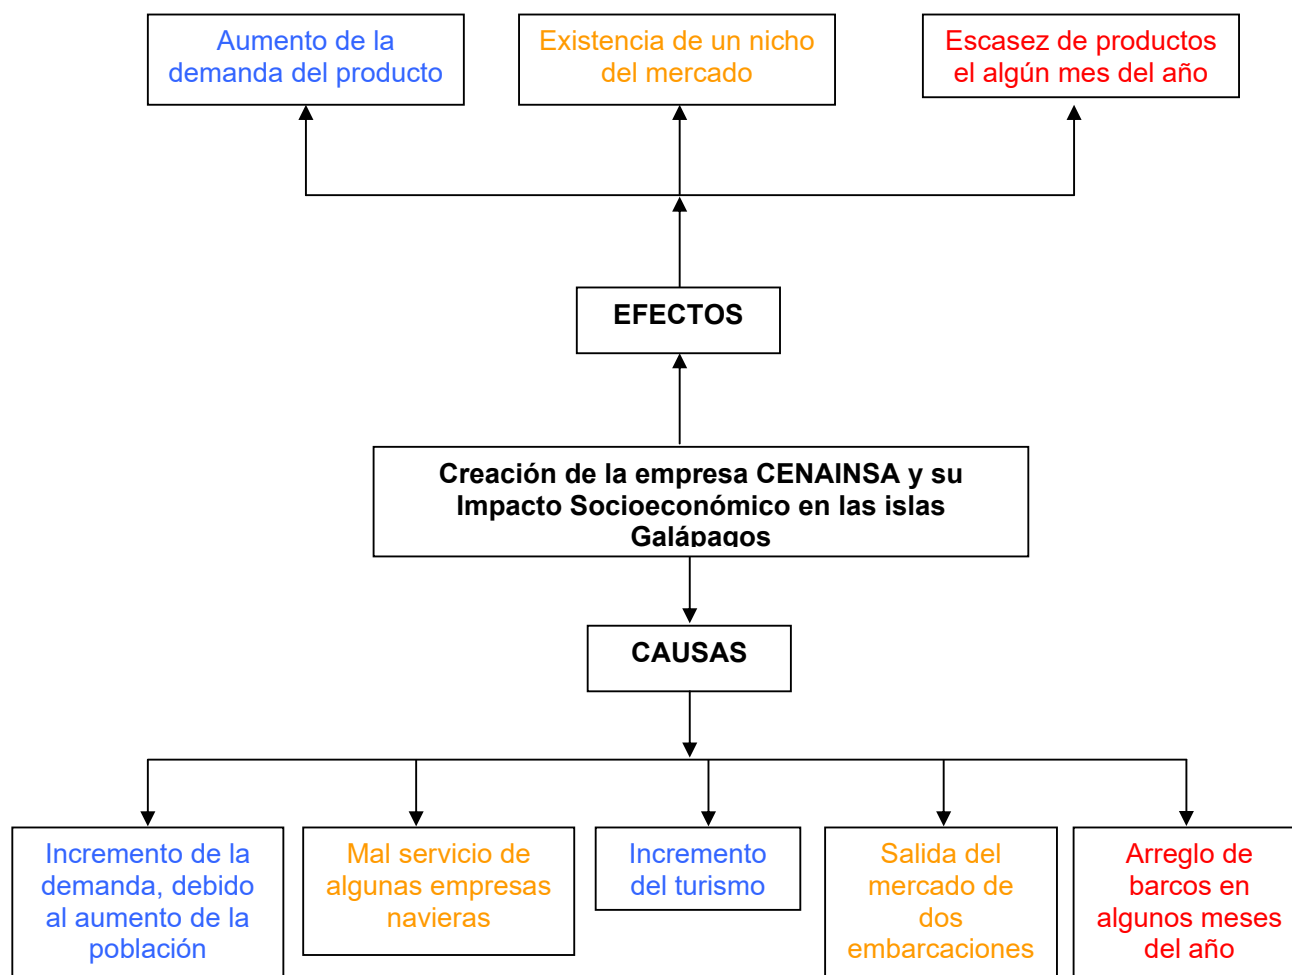 Aumento de la
demanda del producto
Existencia de un nicho
del mercado
Escasez de productos
el algún mes del año
EFECTOS
Creación de la empresa CENAINSA y su
Impacto Socioeconómico en las islas
Galápagos
CAUSAS
Incremento de la
demanda, debido
al aumento de la
población
Mal servicio de
algunas empresas
navieras
Incremento
del turismo
Salida del
mercado de
dos
embarcaciones
Arreglo de
barcos en
algunos meses
del año